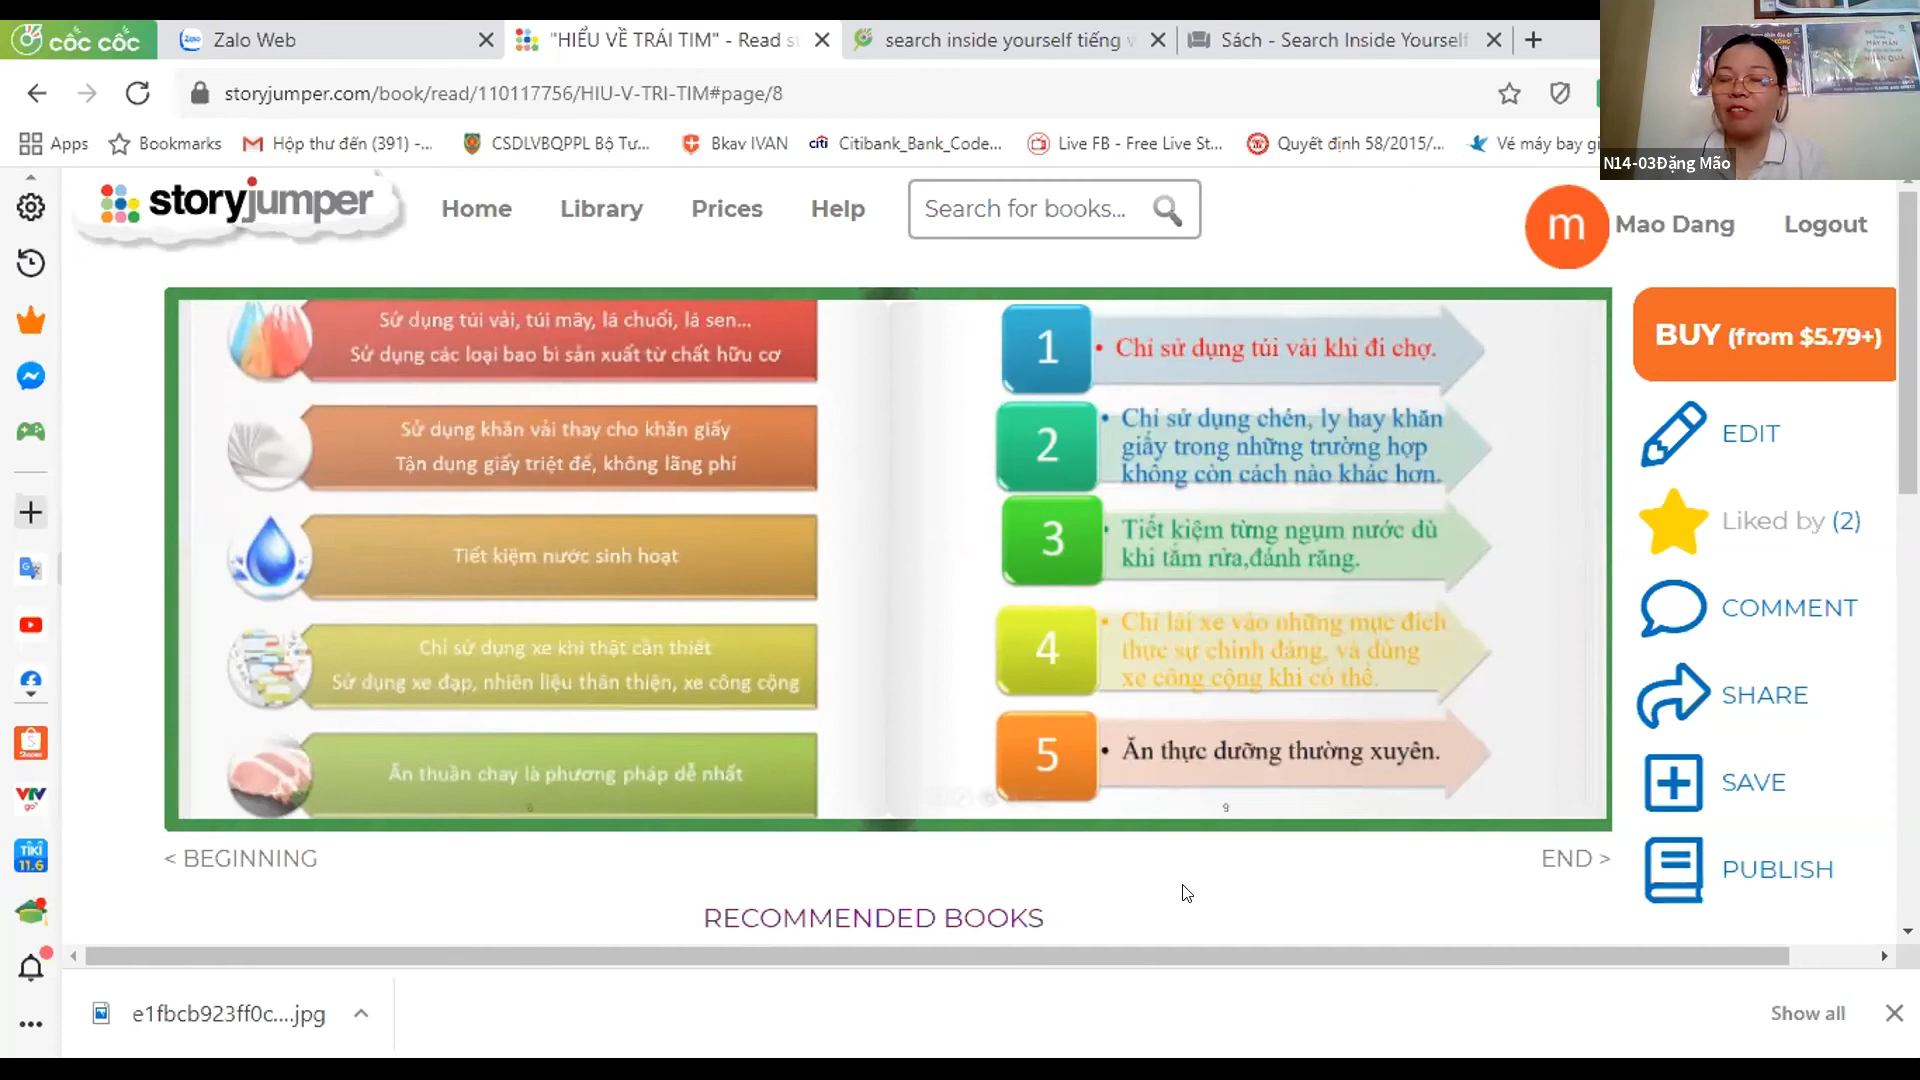 cốc cốc
Zalo Web
"HIỂU VỀ TRÁI TIM" - Read st
search inside yourself tiếng v
Sách - Search Inside Yourself
storyjumper.com/book/read/110117756/HIU-V-TRI-TIM#page/8
Apps
Bookmarks
Hộp thư đến (391) -...
CSDLVBQPPL Bộ Tư...
Bkav IVAN
citi
Citibank_Bank_Code...
Live FB - Free Live St...
Quyết định 58/2015/...
Vé máy bay gi
N14-03Đặng Mão
storyjumper
Home
Library
Prices
Help
Search for books...
m
Mao Dang
Logout
Sử dụng túi vải, túi mây, lá chuối, lá sen...
Sử dụng các loại bao bì sản xuất từ chất hữu cơ
Sử dụng khăn vải thay cho khăn giấy
Tận dung giấy triệt để, không lãng phí
Tiết kiệm nước sinh hoạt
Chỉ sử dụng xe khi thật cần thiết
Sử dụng xe đạp, nhiên liệu thân thiện, xe công cộng
Ăn thuần chay là phương pháp dễ nhất
1
• Chỉ sử dụng túi vải khi đi chợ.
2
• Chỉ sử dụng chén, ly hay khăn
giấy trong những trường hợp
không còn cách nào khác hơn.
3
• Tiết kiệm từng ngụm nước dù
khi tắm rửa,đánh răng.
4
• Chỉ lái xe vào những mục đích
thực sự chính đáng, và dùng
xe công cộng khi có thể.
5
• Ăn thực dưỡng thường xuyên.
9
BUY (from $5.79+)
EDIT
Liked by (2)
COMMENT
SHARE
SAVE
PUBLISH
< BEGINNING
END >
RECOMMENDED BOOKS
VTV
go
TIKI
11.6
e1fbcb923ff0c....jpg
Show all